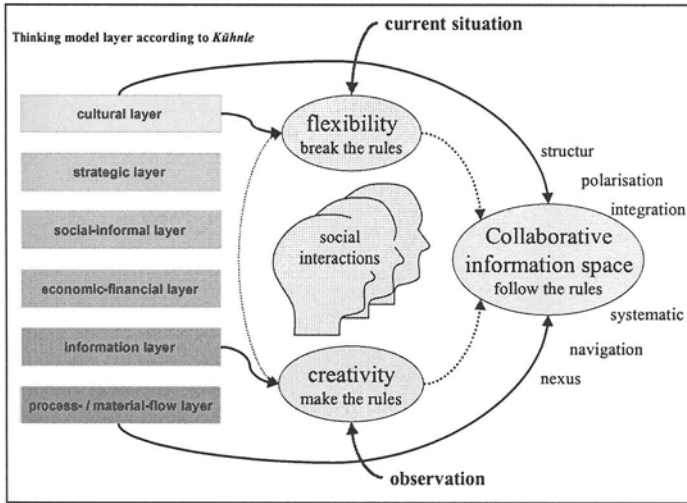 current situation
Thinking model layer according to Kühnle
cultural layer
strategic layer
social-informal layer
economic-financial layer
information layer
process- / material-flow layer
flexibility
break the rules
social
interactions
creativity
make the rules
observation
structur
polarisation
integration
Collaborative
information space
follow the rules
systematic
navigation
nexus